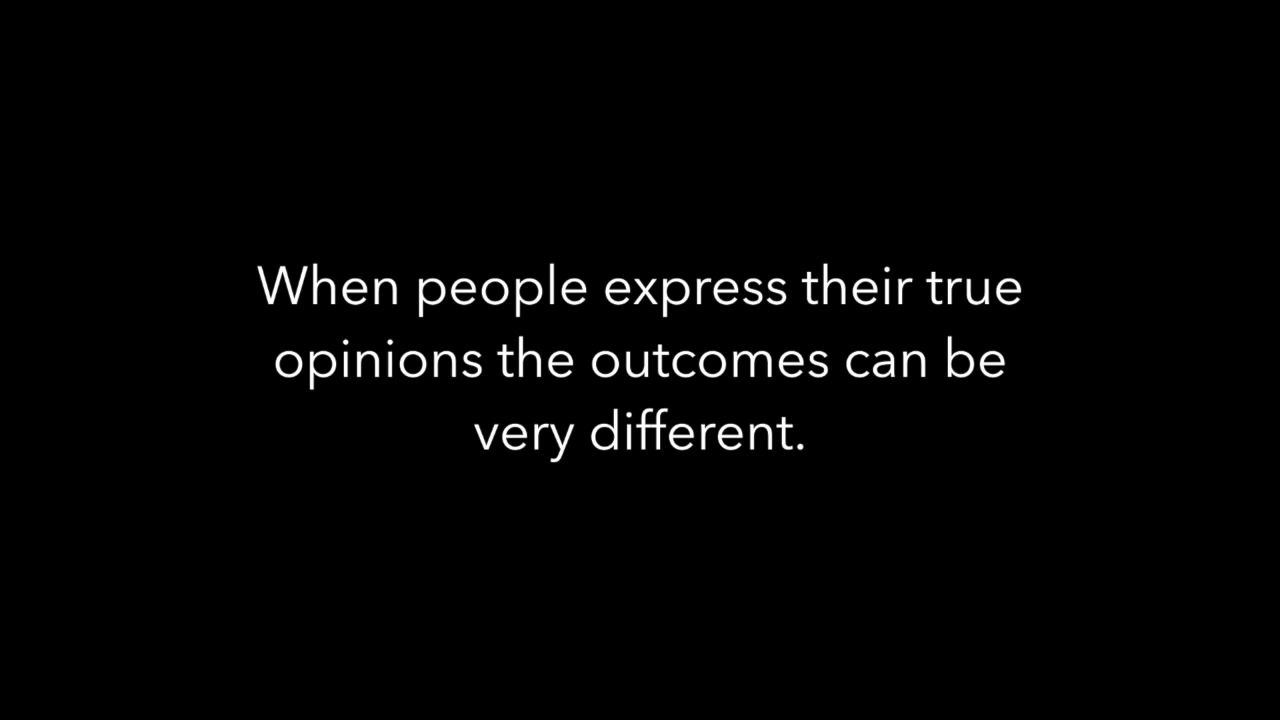 When people express their true
opinions the outcomes can be
very different.